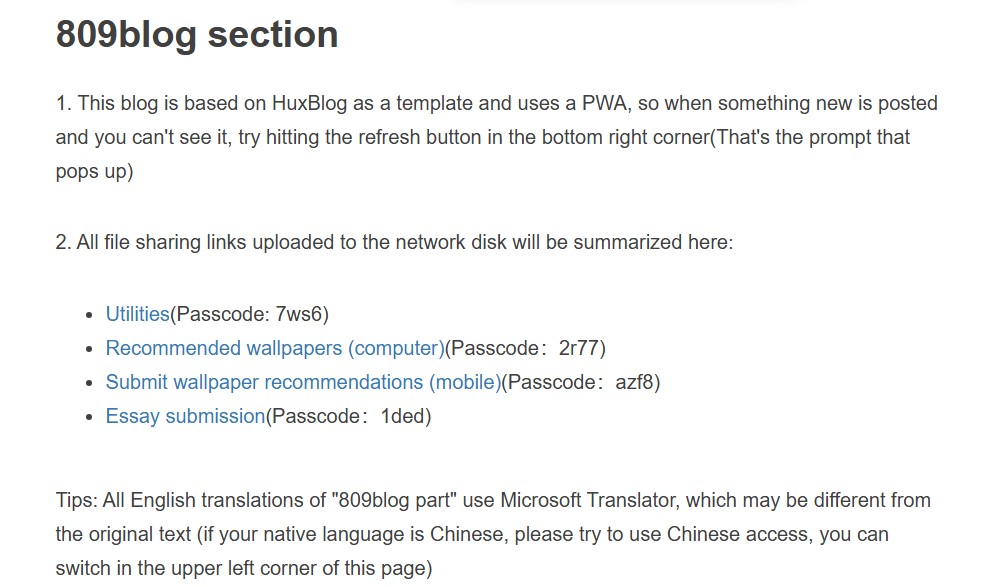 809blog section
1. This blog is based on HuxBlog as a template and uses a PWA, so when something new is posted
and you can't see it, try hitting the refresh button in the bottom right corner(That's the prompt that
pops up)
2. All file sharing links uploaded to the network disk will be summarized here:
• Utilities(Passcode: 7ws6)
• Recommended wallpapers (computer)(Passcode：2r77)
• Submit wallpaper recommendations (mobile)(Passcode：azf8)
• Essay submission(Passcode：1ded)
Tips: All English translations of "809blog part" use Microsoft Translator, which may be different from
the original text (if your native language is Chinese, please try to use Chinese access, you can
switch in the upper left corner of this page)